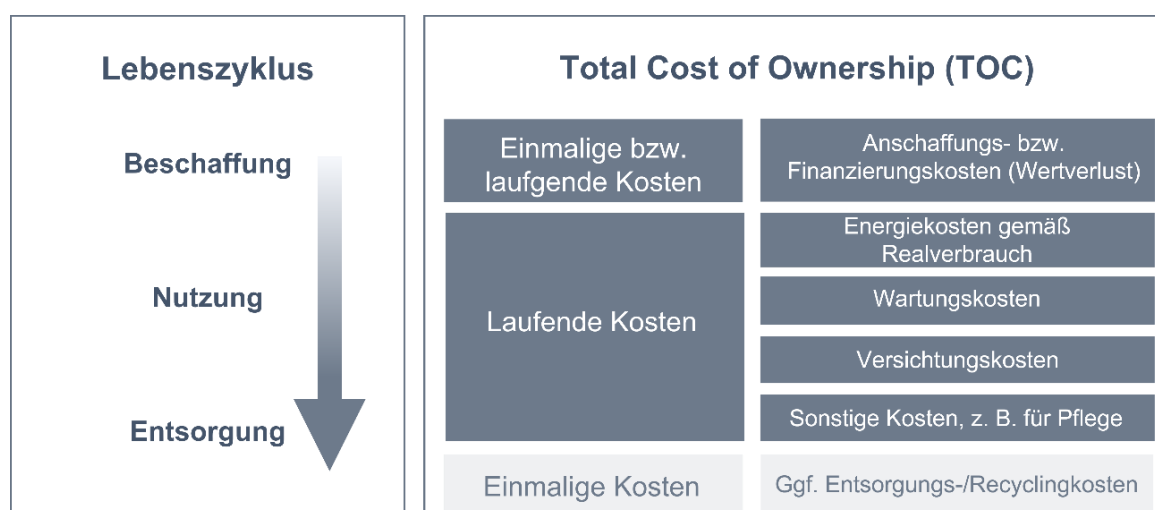 Lebenszyklus
Beschaffung
Nutzung
Entsorgung
Total Cost of Ownership (TOC)
Einmalige bzw.
laufgende Kosten
Anschaffungs- bzw.
Finanzierungskosten (Wertverlust)
Laufende Kosten
Energiekosten gemäß
Realverbrauch
Wartungskosten
Versichtungskosten
Sonstige Kosten, z. B. für Pflege
Einmalige Kosten
Ggf. Entsorgungs-/Recyclingkosten